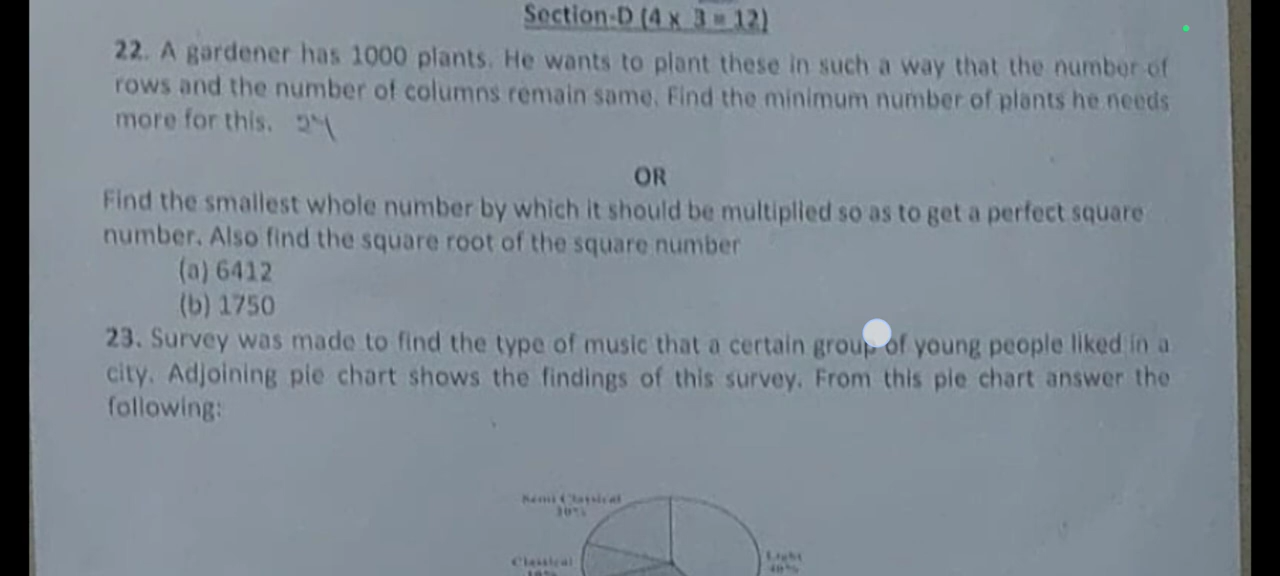 Section-D (4 x 3 = 12)
22. A gardener has 1000 plants. He wants to plant these in such a way that the number of
rows and the number of columns remain same. Find the minimum number of plants he needs
more for this. 24
OR
Find the smallest whole number by which it should be multiplied so as to get a perfect square
number. Also find the square root of the square number
(a) 6412
(b) 1750
23. Survey was made to find the type of music that a certain group of young people liked in a
city. Adjoining pie chart shows the findings of this survey. From this pie chart answer the
following:
Semi Classical
Classical
Light